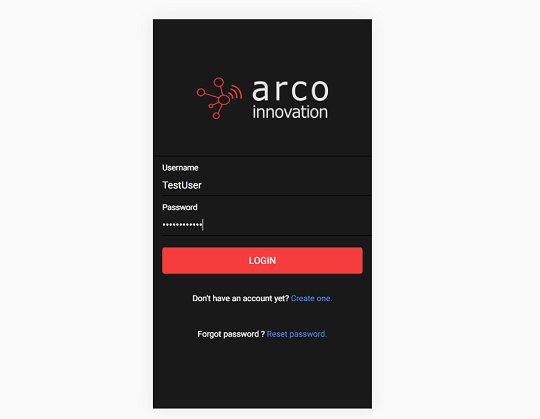 arco
innovation
Username
TestUser
Password
••••••••••••
LOGIN
Don't have an account yet? Create one.
Forgot password ? Reset password.